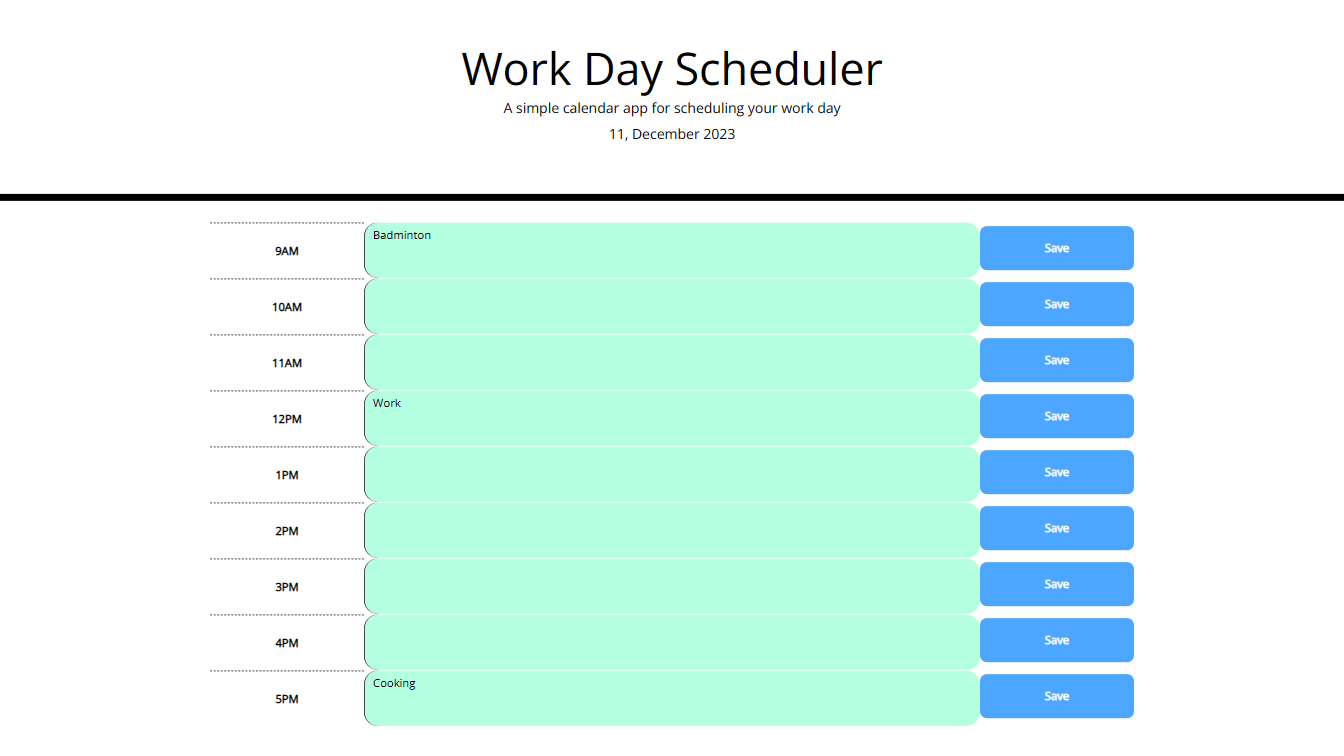 Work Day Scheduler
A simple calendar app for scheduling your work day
11, December 2023
9AM Badminton Save
10AM Save
11AM Save
12PM Work Save
1PM Save
2PM Save
3PM Save
4PM Save
5PM Cooking Save